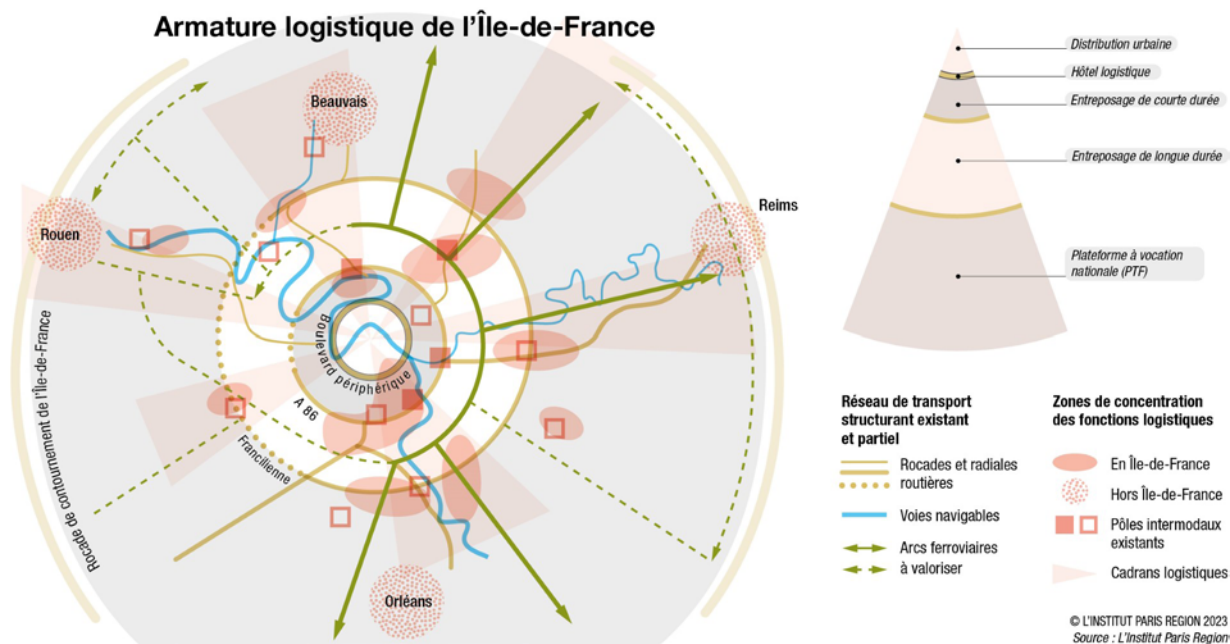 Armature logistique de l'Île-de-France
Beauvais
Rouen
Reims
Orléans
Boulevard périphérique
A 86
Francilienne
Rocade de contournement de l'Île-de-France
Distribution urbaine
Hôtel logistique
Entreposage de courte durée
Entreposage de longue durée
Plateforme à vocation
nationale (PTF)
Réseau de transport
structurant existant
et partiel
Rocades et radiales
routières
Voies navigables
Arcs ferroviaires
à valoriser
Zones de concentration
des fonctions logistiques
En Île-de-France
Hors Île-de-France
Pôles intermodaux
existants
Cadrans logistiques
© L'INSTITUT PARIS REGION 2023
Source : L'Institut Paris Region